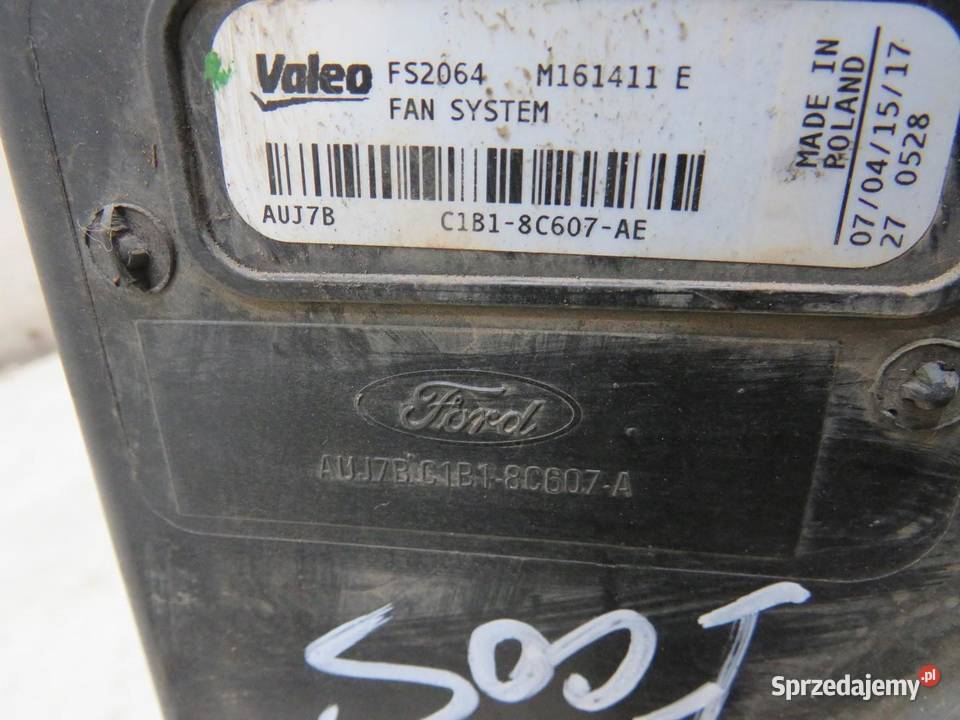 Valeo FS2064 M161411 E
FAN SYSTEM
AUJ7B C1B1-8C607-AE
MADE IN
POLAND
07/04/15/17
27 0528
Ford
AUJ7B C1B1-8C607-A
Sprzedajemy.pl